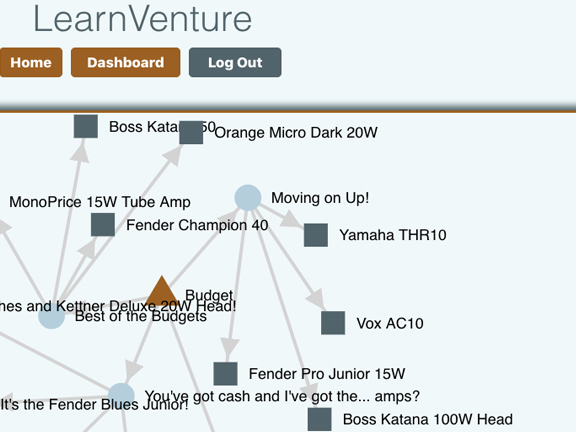 LearnVenture
Home
Dashboard
Log Out
Boss Kata 50
Orange Micro Dark 20W
MonoPrice 15W Tube Amp
Moving on Up!
Fender Champion 40
Yamaha THR10
Budget
hes and Kettner Deluxe 20W Head!
Best of the Budgets
Vox AC10
Fender Pro Junior 15W
You've got cash and I've got the... amps?
It's the Fender Blues Junior!
Boss Katana 100W Head